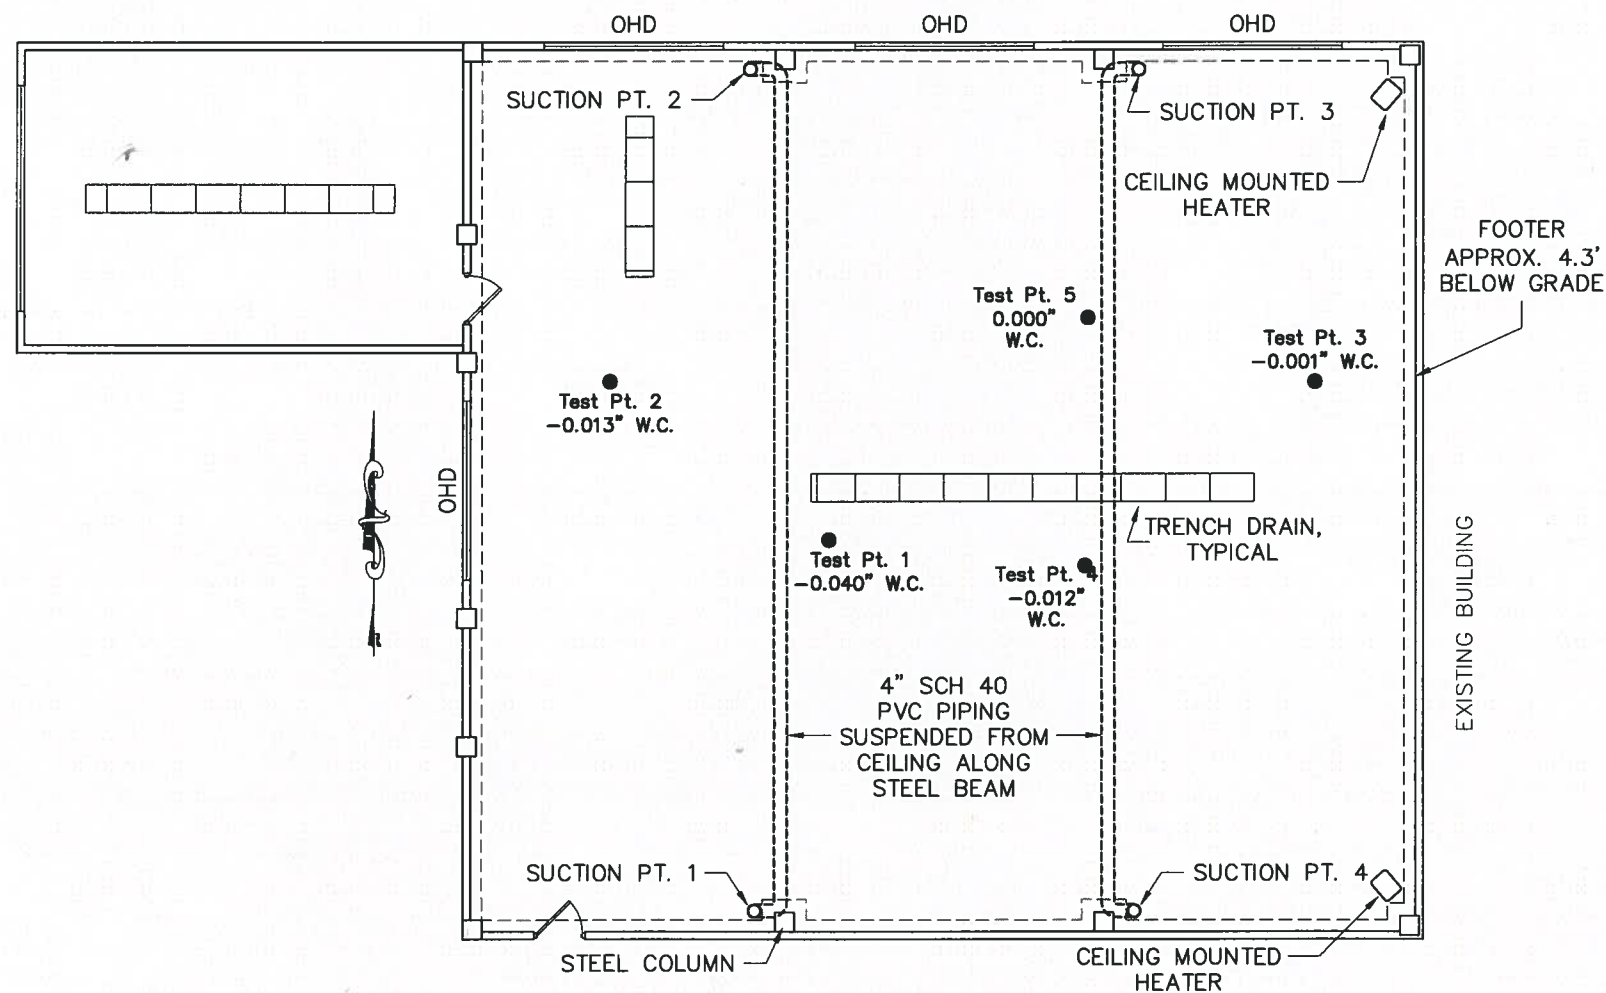 OHD
OHD
OHD
SUCTION PT. 2
SUCTION PT. 3
CEILING MOUNTED
HEATER
FOOTER
APPROX. 4.3'
BELOW GRADE
Test Pt. 5
0.000"
W.C.
Test Pt. 3
-0.001" W.C.
Test Pt. 2
-0.013" W.C.
OHD
TRENCH DRAIN,
TYPICAL
Test Pt. 1
-0.040" W.C.
Test Pt. 4
-0.012"
W.C.
EXISTING BUILDING
4" SCH 40
PVC PIPING
SUSPENDED FROM
CEILING ALONG
STEEL BEAM
SUCTION PT. 1
SUCTION PT. 4
STEEL COLUMN
CEILING MOUNTED
HEATER